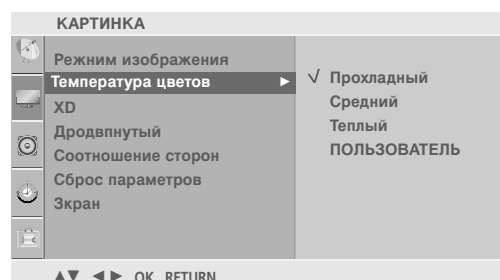 КАРТИНКА
Режим изображения
Температура цветов ►
XD
Дродвпнутый
Соотношение сторон
Сброс параметров
Зкран
√ Прохладный
Средний
Теплый
ПОЛЬЗОВАТЕЛЬ
▲▼ ◄► OK RETURN